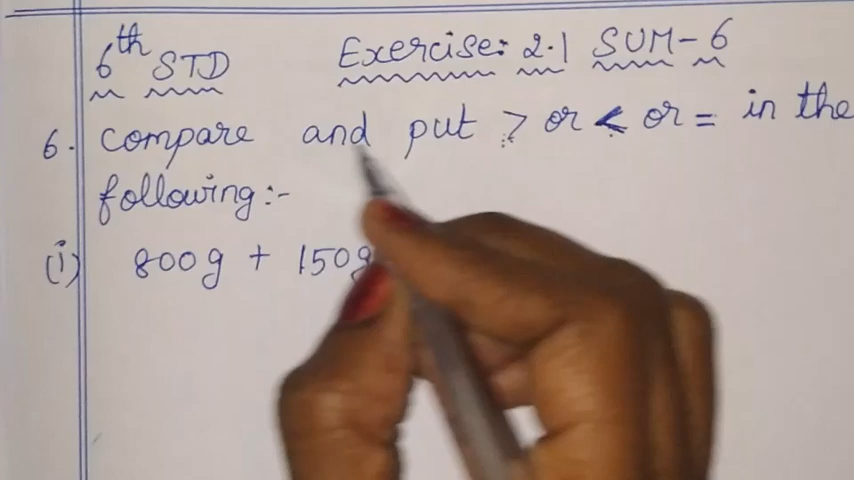 6th STD Exercise: 2.1 SUM-6
6. compare and put > or < or = in the
following:-
(i) 800g + 150g